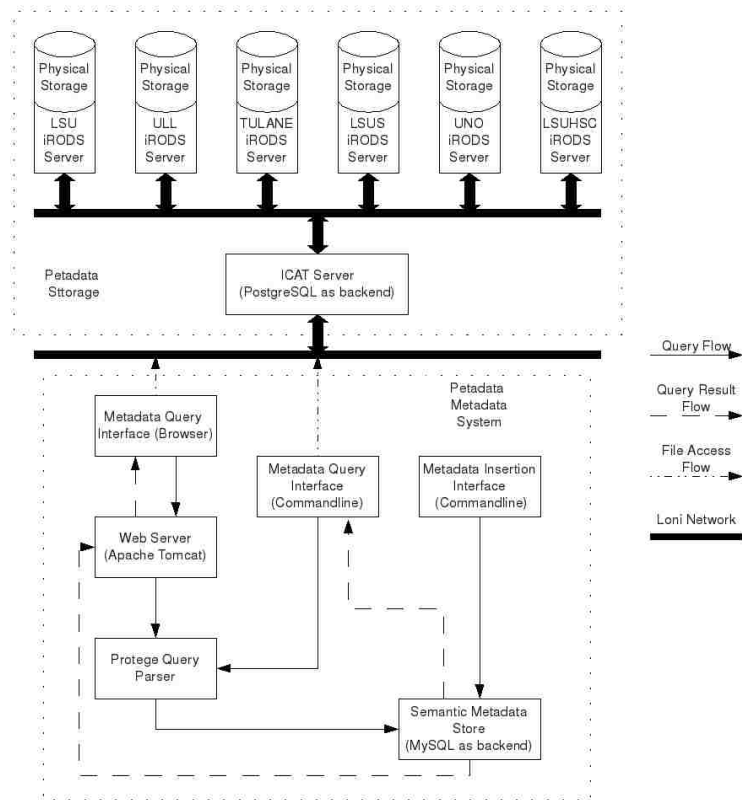 Physical
Storage
LSU
iRODS
Server
Physical
Storage
ULL
iRODS
Server
Physical
Storage
TULANE
iRODS
Server
Physical
Storage
LSUS
iRODS
Server
Physical
Storage
UNO
iRODS
Server
Physical
Storage
LSUHSC
iRODS
Server
Petadata
Sttorage
ICAT Server
(PostgreSQL as backend)
Query Flow
Query Result
Flow
File Access
Flow
Loni Network
Petadata
Metadata
System
Metadata Query
Interface (Browser)
Metadata Query
Interface
(Commandline)
Metadata Insertion
Interface
(Commandline)
Web Server
(Apache Tomcat)
Protege Query
Parser
Semantic Metadata
Store
(MySQL as backend)